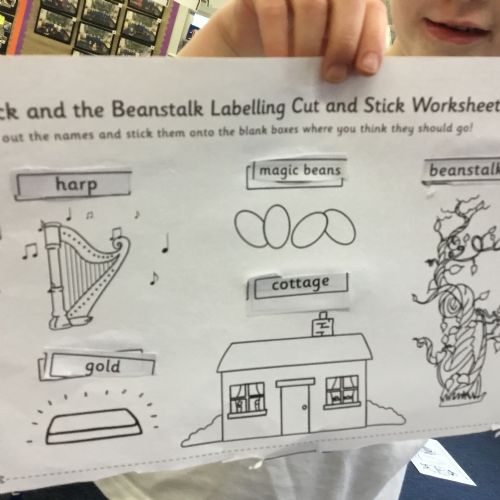 ck and the Beanstalk Labelling Cut and Stick Worksheet
out the names and stick them onto the blank boxes where you think they should go!
harp
magic beans
beanstalk
cottage
gold